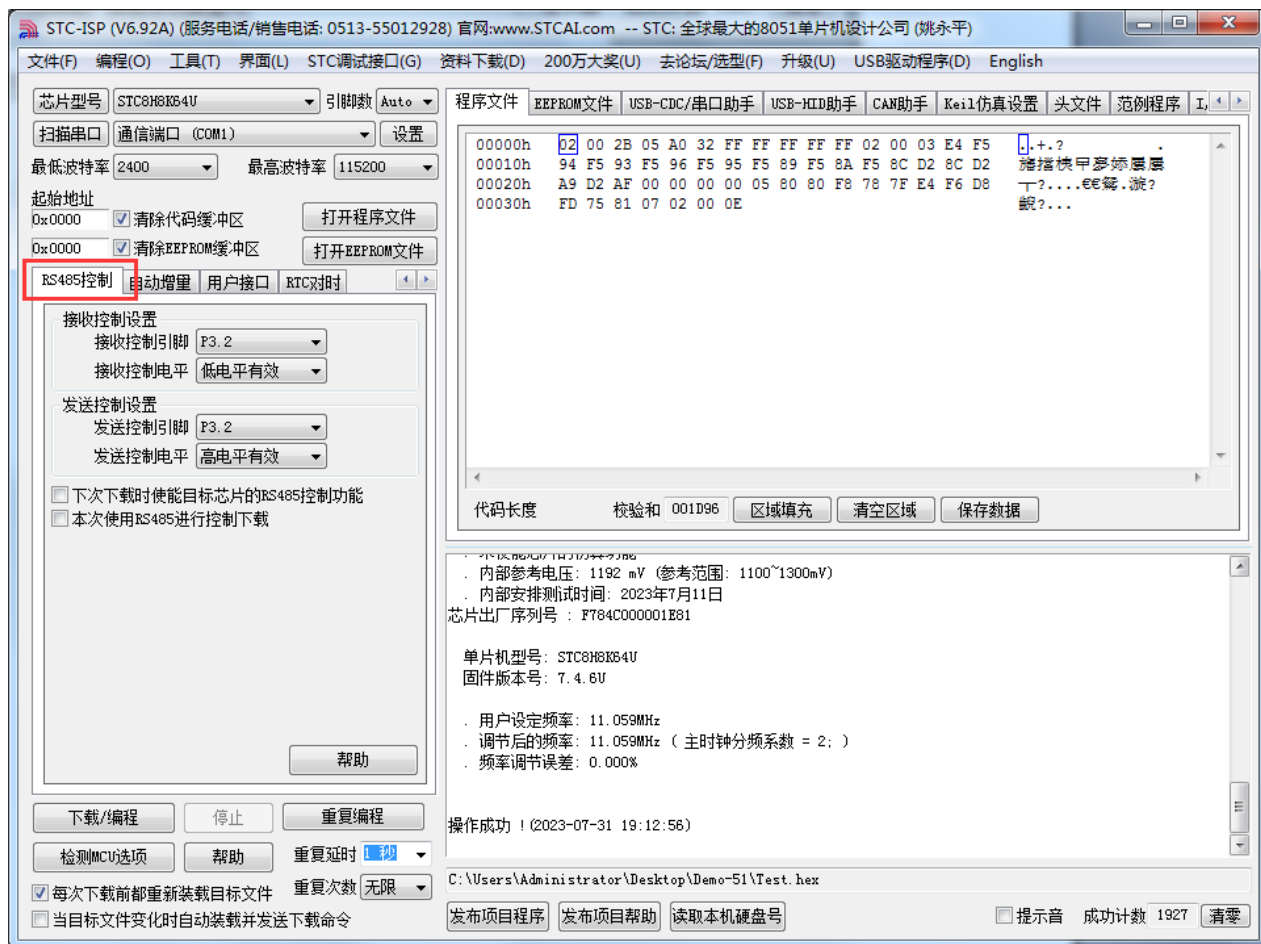 STC-ISP (V6.92A) (服务电话/销售电话: 0513-55012928) 官网:www.STCAI.com -- STC: 全球最大的8051单片机设计公司 (姚永平)
文件(F) 编程(O) 工具(T) 界面(L) STC调试接口(G) 资料下载(D) 200万大奖(U) 去论坛/选型(F) 升级(U) USB驱动程序(D) English
芯片型号 STC8H8K64U 引脚数 Auto
扫描串口 通信端口 (COM1) 设置
最低波特率 2400 最高波特率 115200
起始地址
0x0000 清除代码缓冲区 打开程序文件
0x0000 清除EEPROM缓冲区 打开EEPROM文件
RS485控制 自动增量 用户接口 RTC对时
接收控制设置
接收控制引脚 P3.2
接收控制电平 低电平有效
发送控制设置
发送控制引脚 P3.2
发送控制电平 高电平有效
下次下载时使能目标芯片的RS485控制功能
本次使用RS485进行控制下载
帮助
下载/编程 停止 重复编程
检测MCU选项 帮助 重复延时 1 秒
每次下载前都重新装载目标文件 重复次数 无限
当目标文件变化时自动装载并发送下载命令
程序文件 EEPROM文件 USB-CDC/串口助手 USB-HID助手 CAN助手 Keil仿真设置 头文件 范例程序
00000h 02 00 2B 05 A0 32 FF FF FF FF FF 02 00 03 E4 F5 ..+.? .
00010h 94 F5 93 F5 96 F5 95 F5 89 F5 8A F5 8C D2 8C D2
00020h A9 D2 AF 00 00 00 00 05 80 80 F8 78 7F E4 F6 D8
00030h FD 75 81 07 02 00 0E
代码长度 校验和 001D96 区域填充 清空区域 保存数据
. 内部参考电压: 1192 mV (参考范围: 1100~1300mV)
. 内部安排测试时间: 2023年7月11日
芯片出厂序列号 : F784C000001E81
单片机型号: STC8H8K64U
固件版本号: 7.4.6U
. 用户设定频率: 11.059MHz
. 调节后的频率: 11.059MHz ( 主时钟分频系数 = 2; )
. 频率调节误差: 0.000%
操作成功 !(2023-07-31 19:12:56)
C:\Users\Administrator\Desktop\Demo-51\Test.hex
发布项目程序 发布项目帮助 读取本机硬盘号 提示音 成功计数 1927 清零